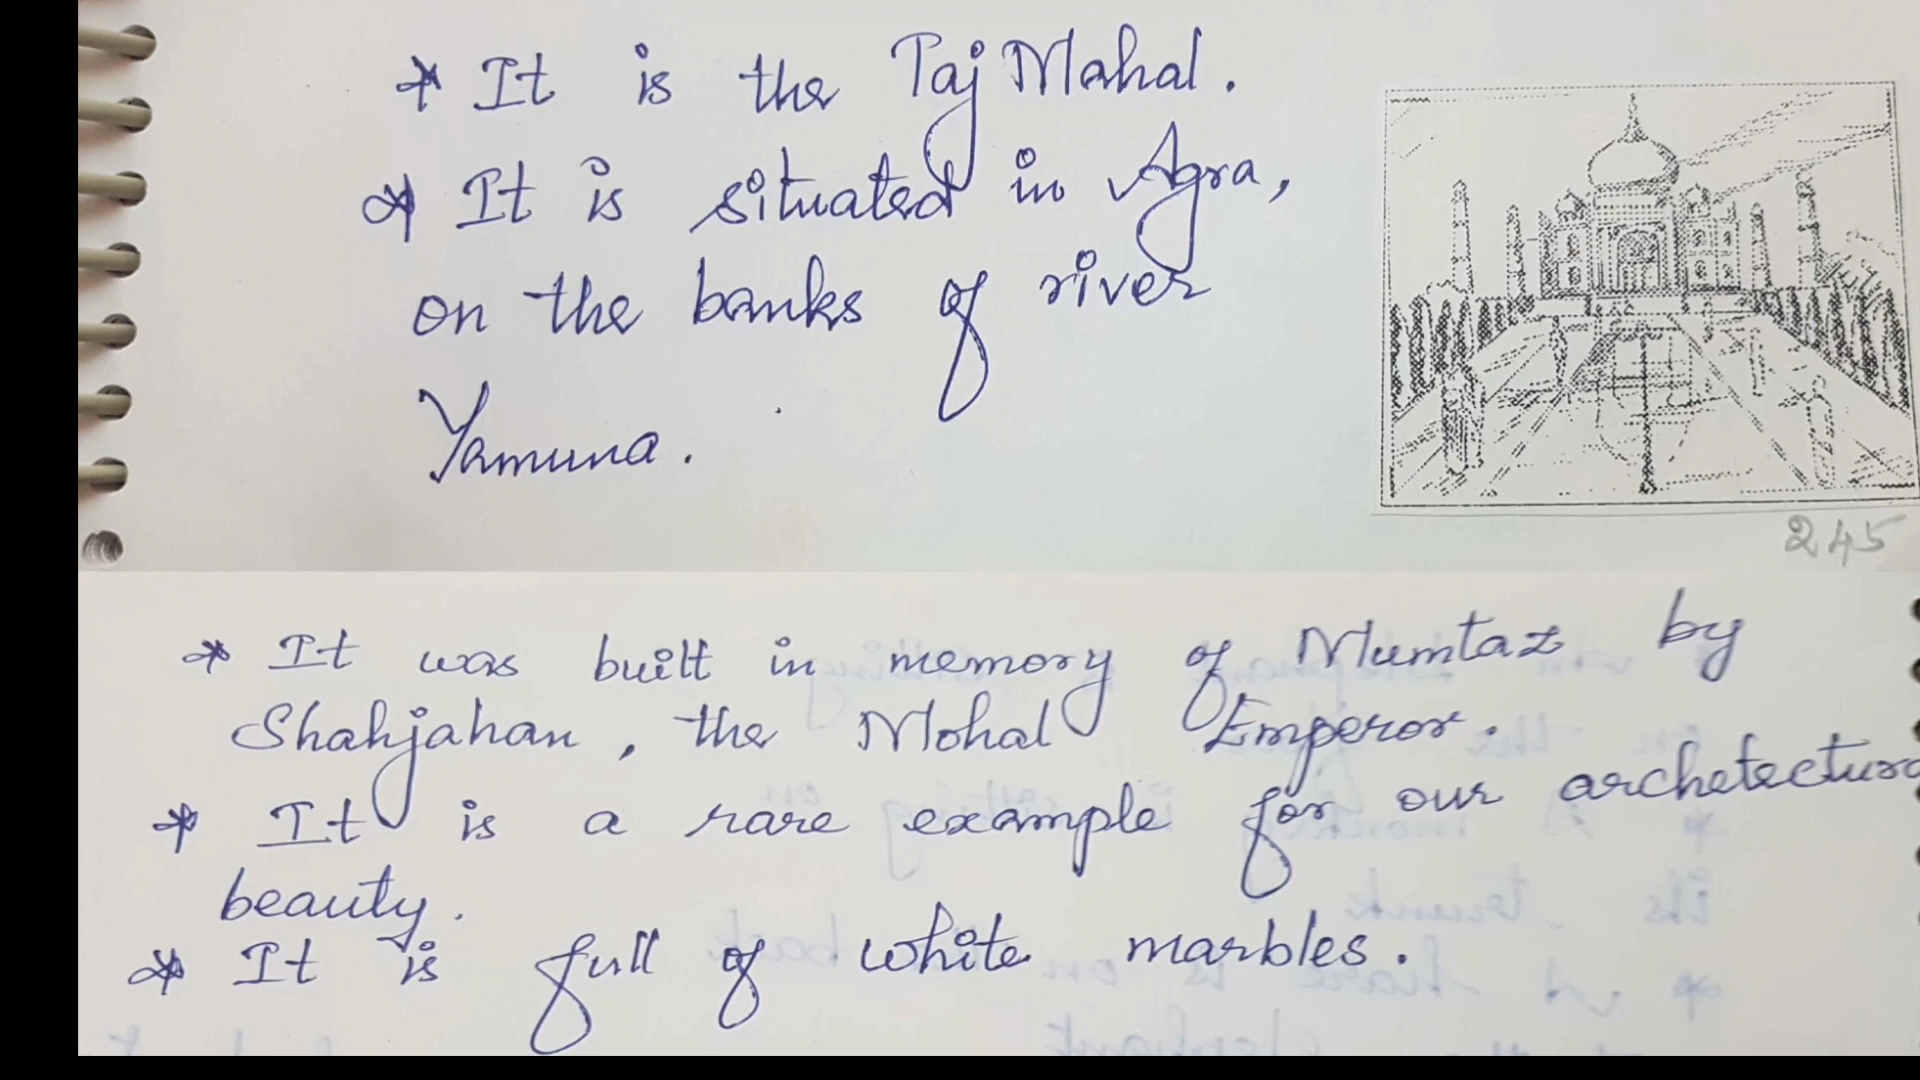 * It is the Taj Mahal.
* It is situated in Agra,
on the banks of river
Yamuna.
245
* It was built in memory of Mumtaz by
Shahjahan, the Mohal Emperor.
* It is a rare example for our archetectura
beauty.
* It is full of white marbles.